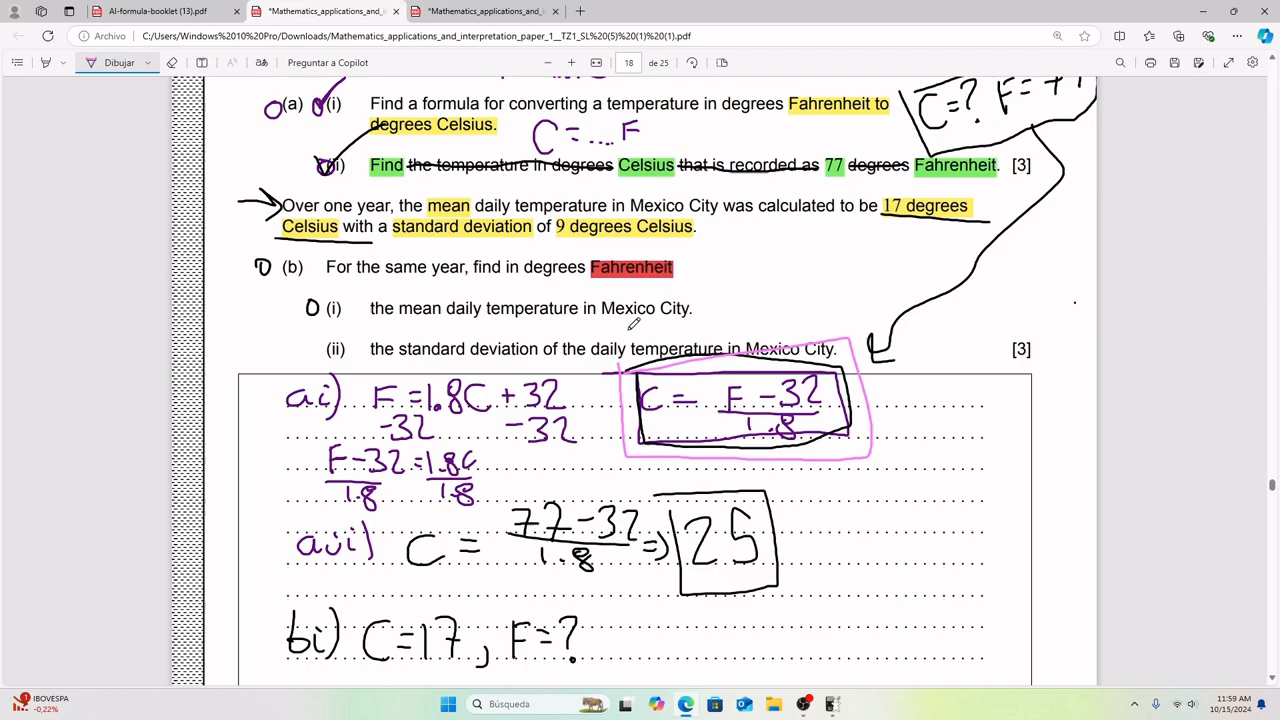 AI-formula-booklet (13).pdf
*Mathematics_applications_and_in
*Mathematics_applications_and_in
Archivo
C:/Users/Windows%2010%20Pro/Downloads/Mathematics_applications_and_interpretation_paper_1__TZ1_SL%20(5)%20(1)%20(1).pdf
Dibujar
Preguntar a Copilot
18 de 25
C=? F=77
(a) (i) Find a formula for converting a temperature in degrees Fahrenheit to
degrees Celsius.
C = ....F
(ii) Find the temperature in degrees Celsius that is recorded as 77 degrees Fahrenheit. [3]
Over one year, the mean daily temperature in Mexico City was calculated to be 17 degrees
Celsius with a standard deviation of 9 degrees Celsius.
(b) For the same year, find in degrees Fahrenheit
(i) the mean daily temperature in Mexico City.
(ii) the standard deviation of the daily temperature in Mexico City. [3]
ai) F=1.8C+32
-32 -32
C = F-32
1.8
F-32=1.8C
1.8 1.8
aii) C = 77-32 => 25
1.8
bi) C=17, F=?
IBOVESPA
-0,22%
Búsqueda
11:59 AM
10/15/2024